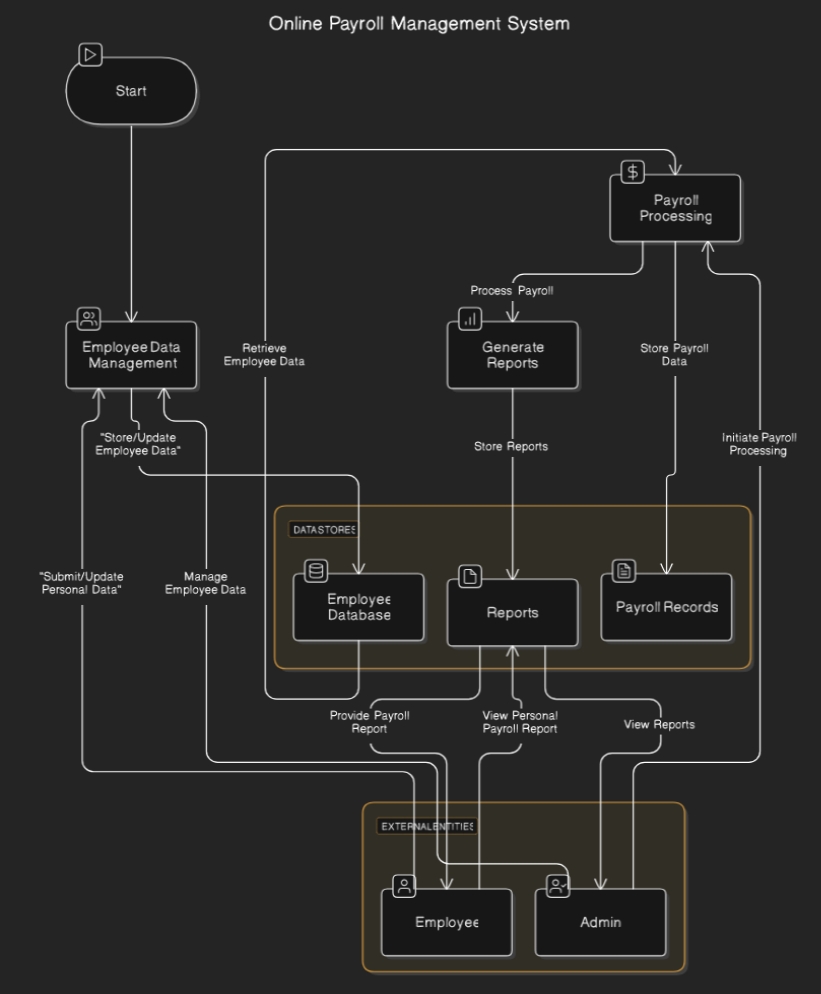 Online Payroll Management System
Start
Payroll
Processing
Process Payroll
Employee Data
Management
Retrieve
Employee Data
Generate
Reports
Store Payroll
Data
"Store/Update
Employee Data"
Store Reports
Initiate Payroll
Processing
DATASTORES
"Submit/Update
Personal Data"
Manage
Employee Data
Employee
Database
Reports
Payroll Records
Provide Payroll
Report
View Personal
Payroll Report
View Reports
EXTERNALENTITIES
Employee
Admin